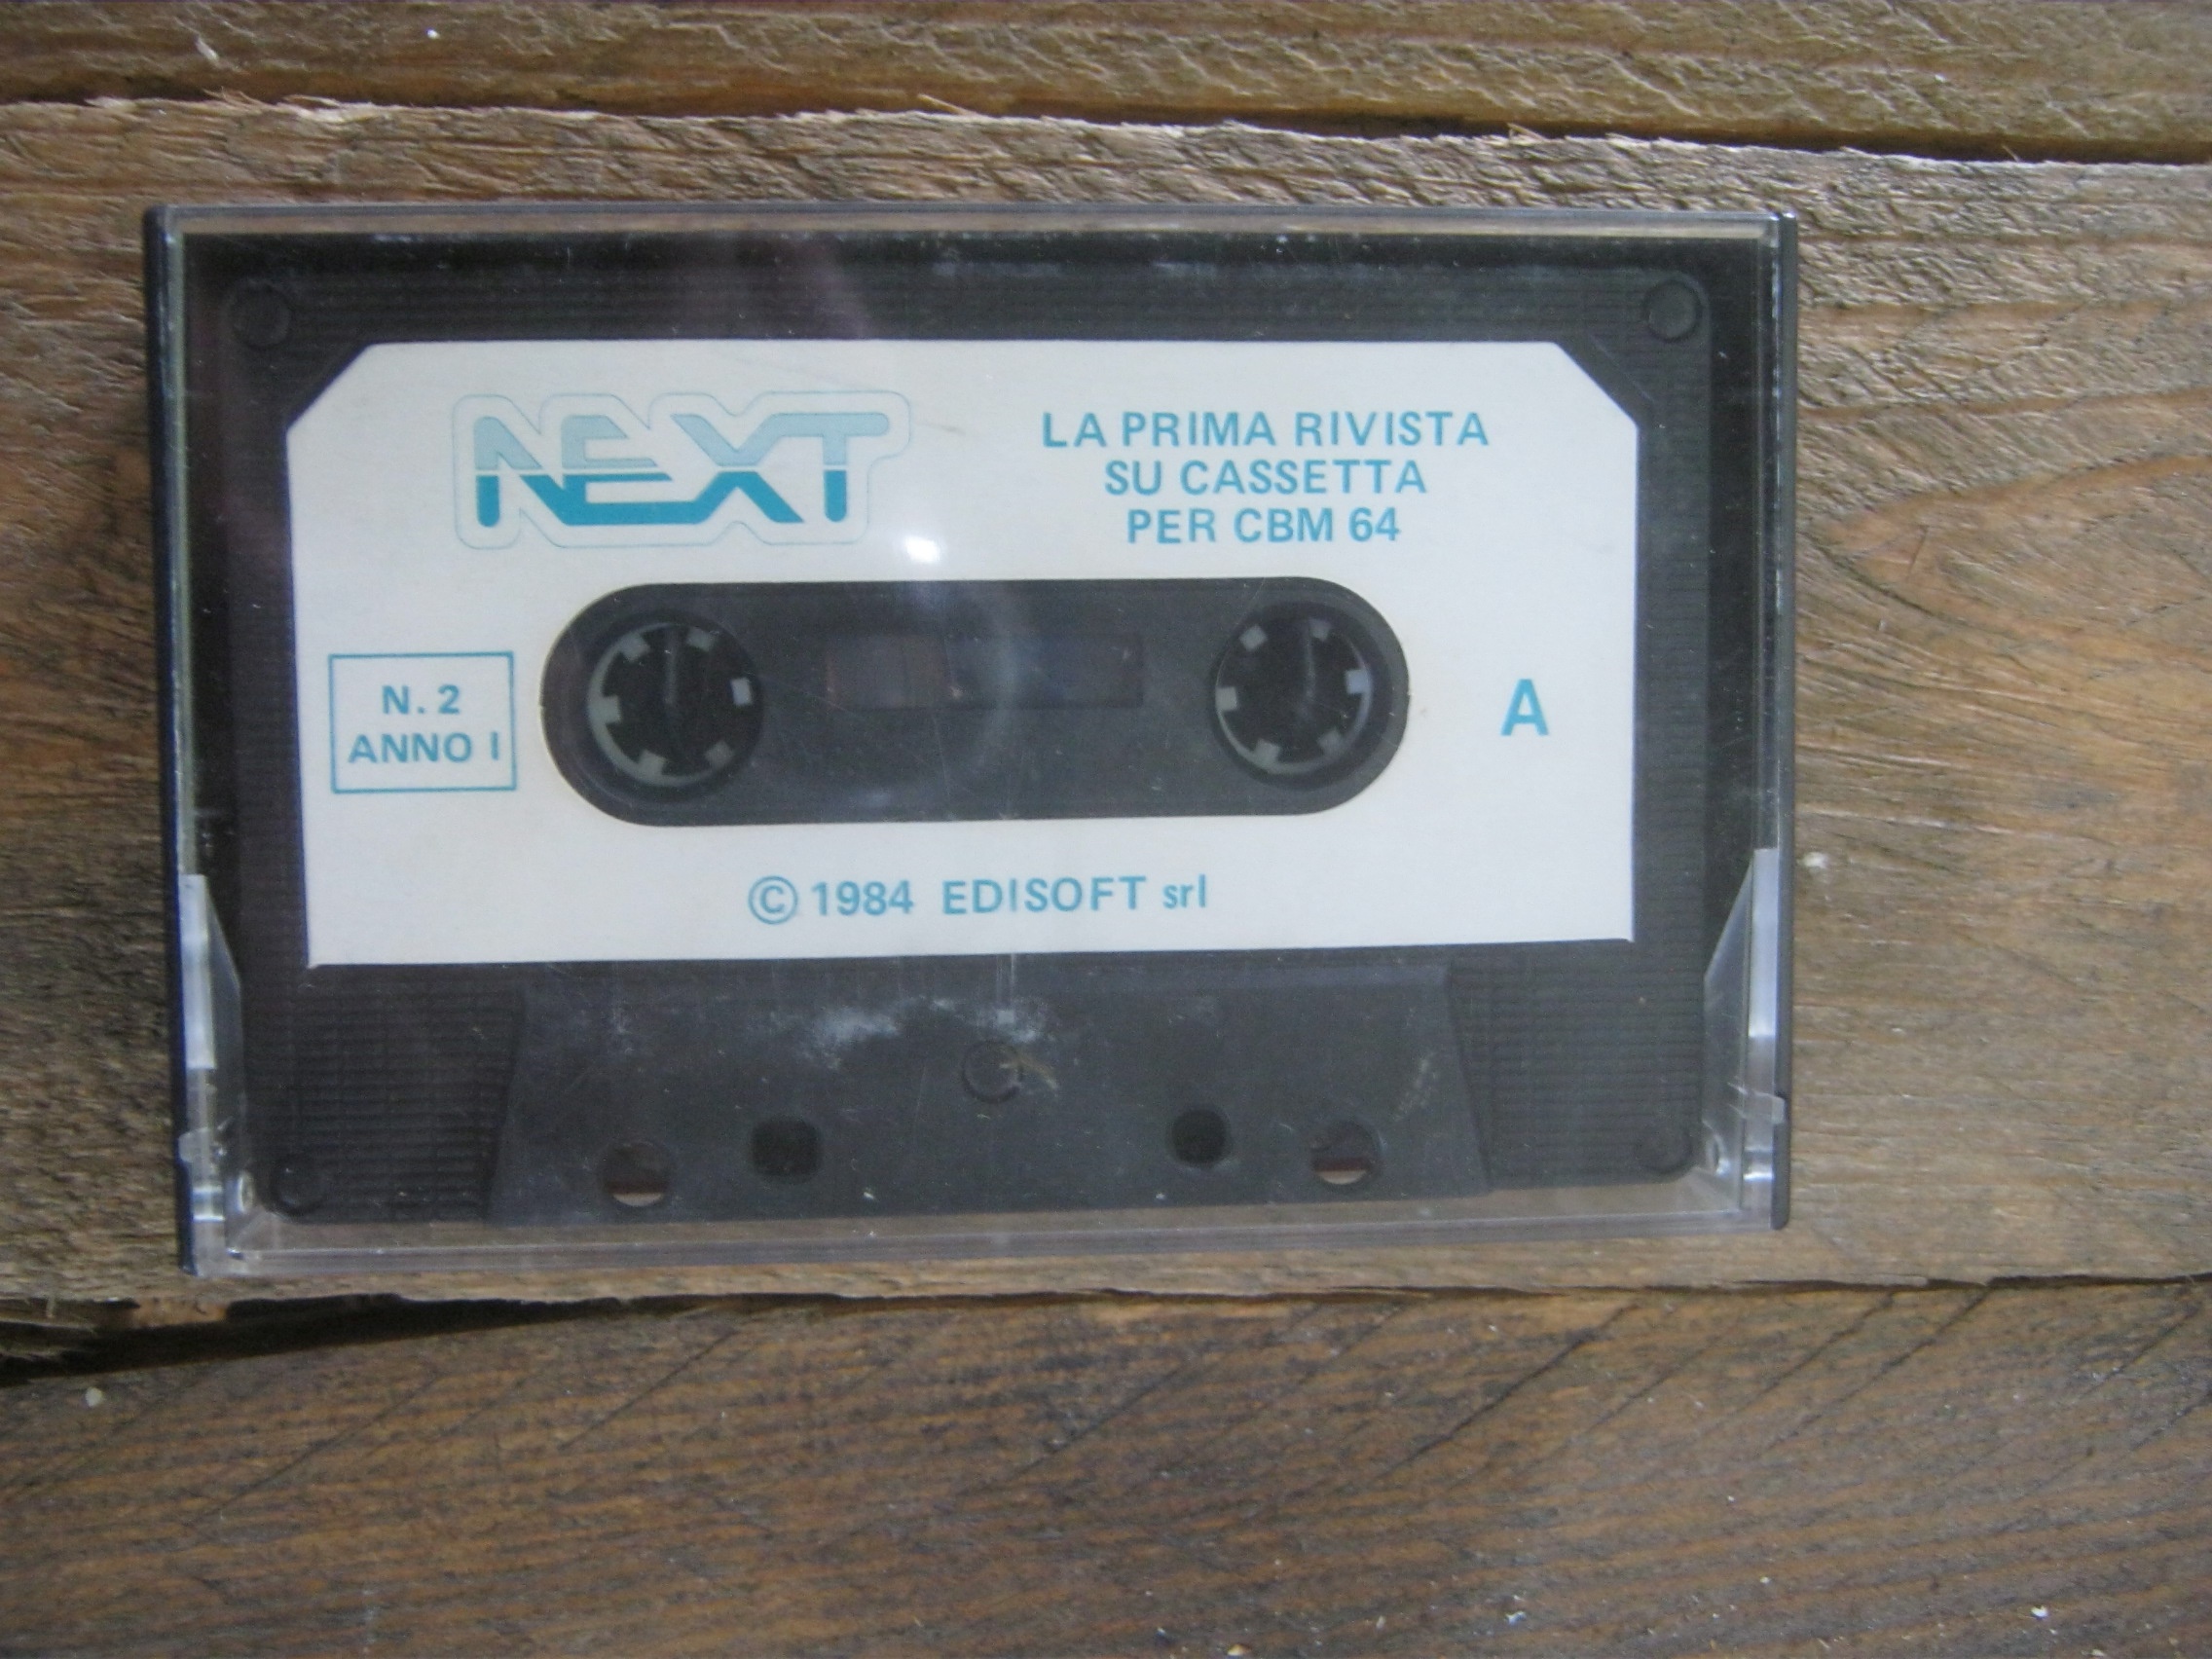 NEXT
LA PRIMA RIVISTA
SU CASSETTA
PER CBM 64
N. 2
ANNO I
A
© 1984 EDISOFT srl